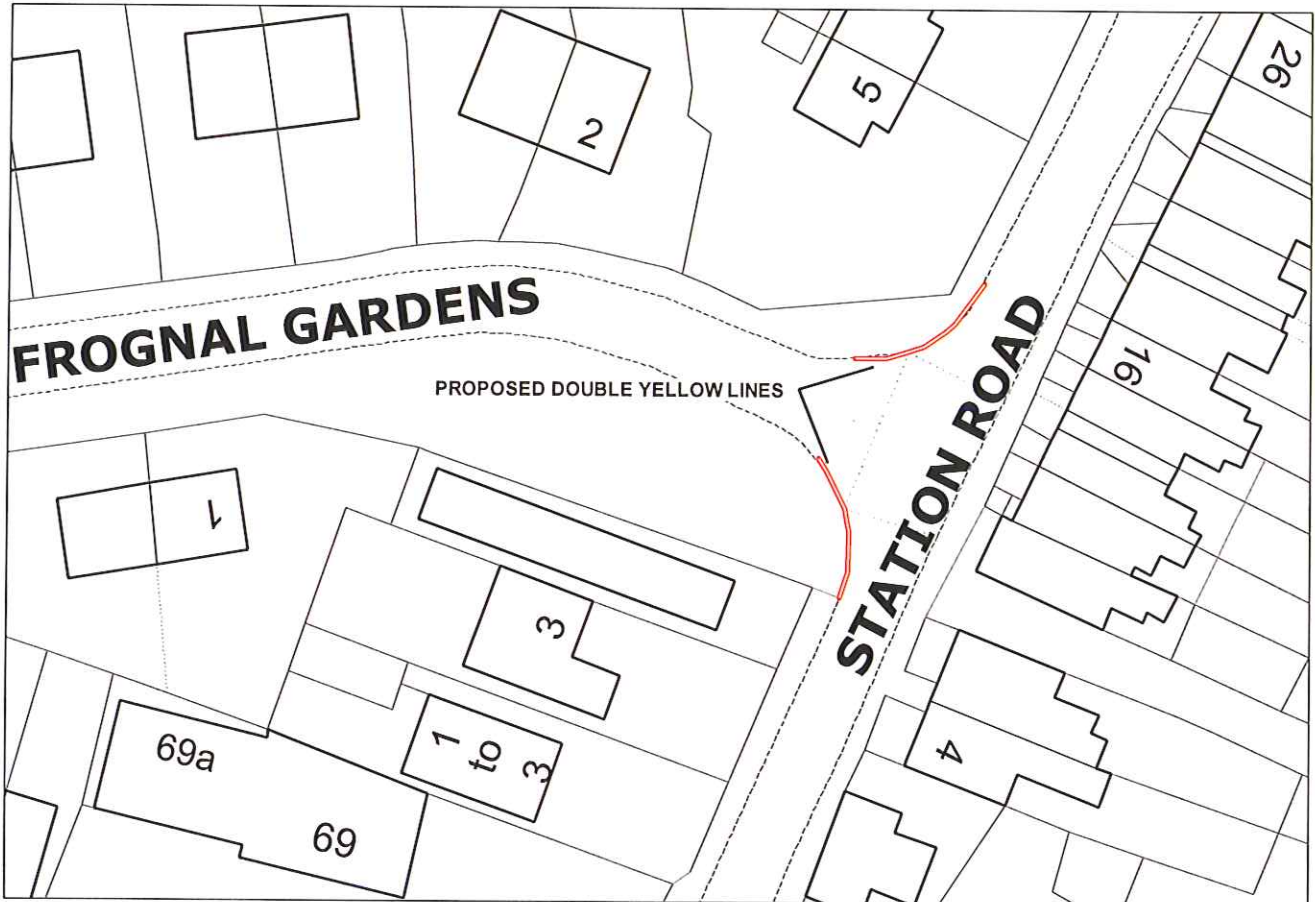 26
5
2
FROGNAL GARDENS
STATION ROAD
16
PROPOSED DOUBLE YELLOW LINES
1
3
1
to
3
4
69a
69